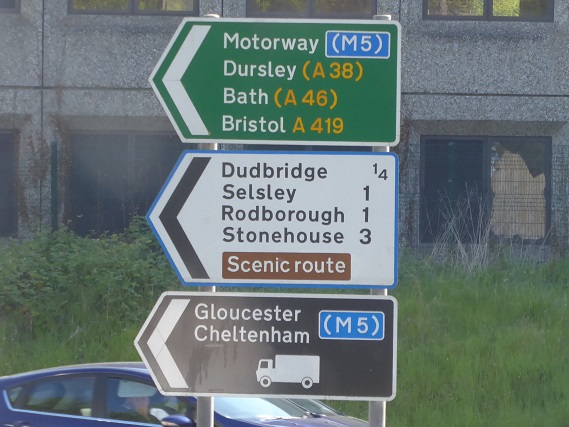 Motorway (M5)
Dursley (A 38)
Bath (A 46)
Bristol A 419
Dudbridge 1/4
Selsley 1
Rodborough 1
Stonehouse 3
Scenic route
Gloucester
Cheltenham (M5)